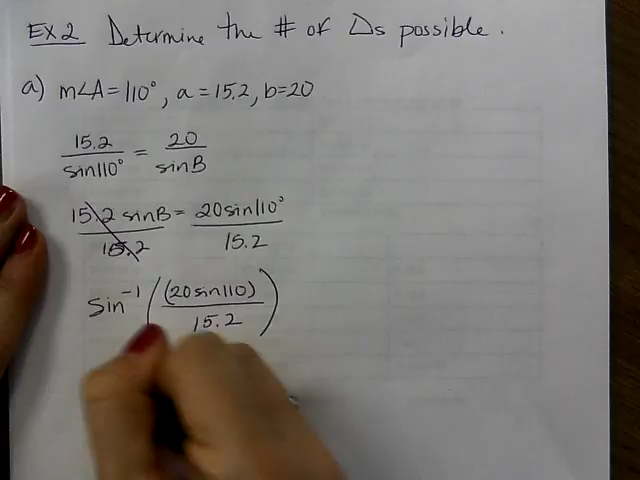 Ex 2 Determine the # of Δs possible.
a) m∠A = 110°, a = 15.2, b = 20
15.2/sin110° = 20/sinB
15.2 sinB/15.2 = 20sin110°/15.2
sin⁻¹((20sin110)/15.2)